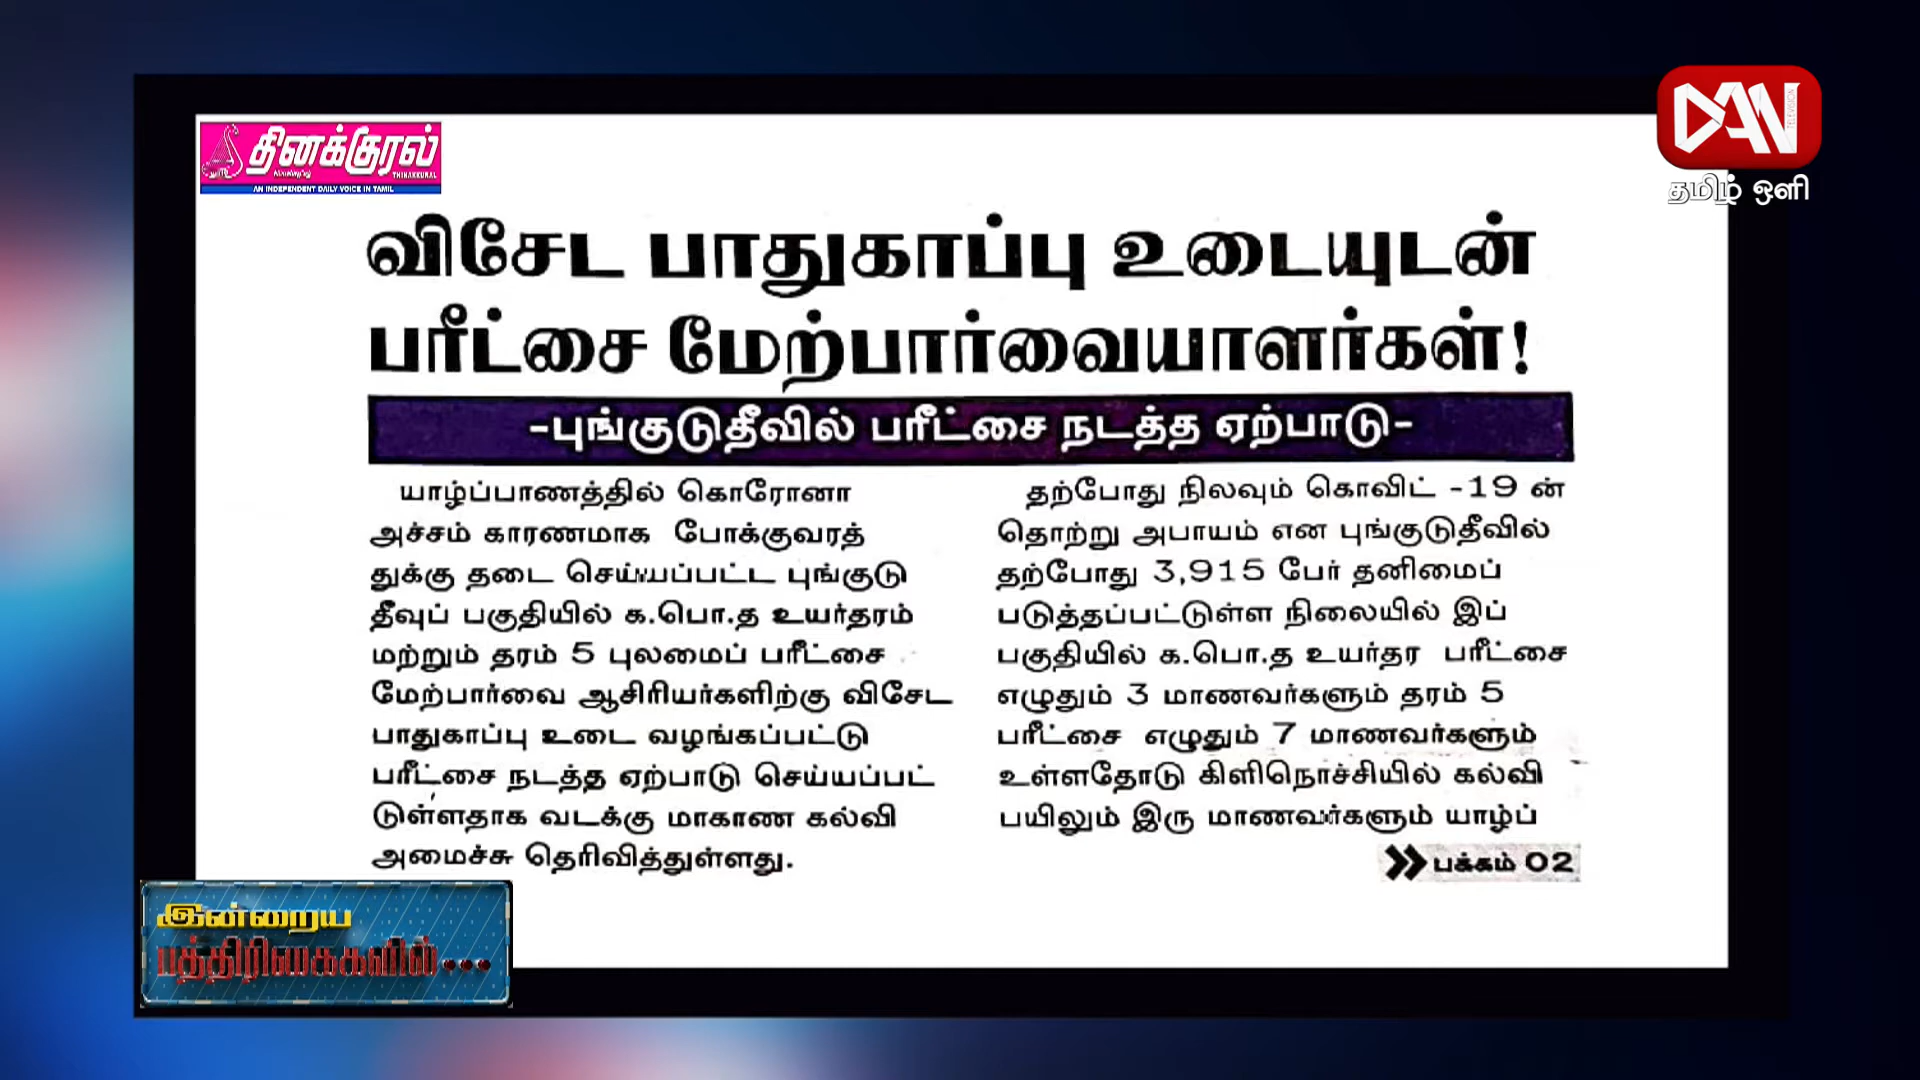 தினக்குரல்
THINAKKURAL
AN INDEPENDENT DAILY VOICE IN TAMIL
DAN
TELEVISION
தமிழ் ஒளி
விசேட பாதுகாப்பு உடையுடன்
பரீட்சை மேற்பார்வையாளர்கள்!
-புங்குடுதீவில் பரீட்சை நடத்த ஏற்பாடு-
யாழ்ப்பாணத்தில் கொரோனா
அச்சம் காரணமாக போக்குவரத்
துக்கு தடை செய்யப்பட்ட புங்குடு
தீவுப் பகுதியில் க.பொ.த உயர்தரம்
மற்றும் தரம் 5 புலமைப் பரீட்சை
மேற்பார்வை ஆசிரியர்களிற்கு விசேட
பாதுகாப்பு உடை வழங்கப்பட்டு
பரீட்சை நடத்த ஏற்பாடு செய்யப்பட்
டுள்ளதாக வடக்கு மாகாண கல்வி
அமைச்சு தெரிவித்துள்ளது.
தற்போது நிலவும் கொவிட் -19 ன்
தொற்று அபாயம் என புங்குடுதீவில்
தற்போது 3,915 பேர் தனிமைப்
படுத்தப்பட்டுள்ள நிலையில் இப்
பகுதியில் க.பொ.த உயர்தர பரீட்சை
எழுதும் 3 மாணவர்களும் தரம் 5
பரீட்சை எழுதும் 7 மாணவர்களும்
உள்ளதோடு கிளிநொச்சியில் கல்வி
பயிலும் இரு மாணவர்களும் யாழ்ப்
பக்கம் 02
இன்றைய
பத்திரிகைகளில்...